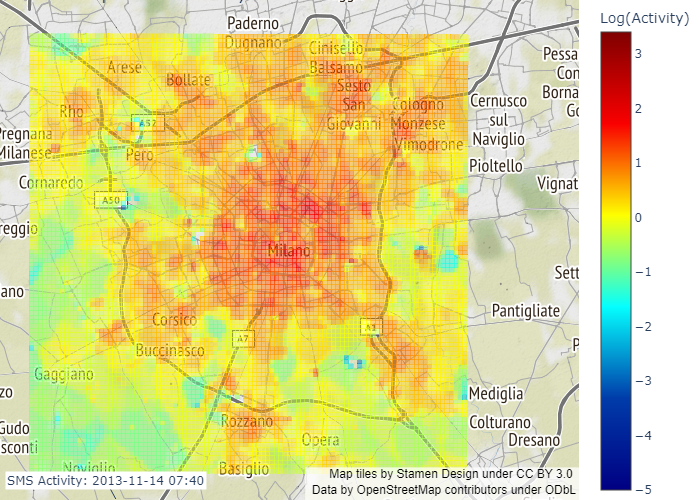 Log(Activity)
Paderno
Dugnano
Cinisello
Balsamo
Arese
Bollate
Sesto
San
Giovanni
Cologno
Monzese
Vimodrone
Pessa
Con
Borna
Go
Cernusco
sul
Naviglio
Rho
A52
Pregnana
Milanese
Pero
Pioltello
Cornaredo
Vignat
A50
reggio
Milano
Sett
ano
Pantigliate
Corsico
A7
A1
Buccinasco
P
Gaggiano
zo
Mediglia
Gudo
sconti
Rozzano
Colturano
Dresano
Opera
Noviglio
Basiglio
SMS Activity: 2013-11-14 07:40
Map tiles by Stamen Design under CC BY 3.0
Data by OpenStreetMap contributors under ODbL
3
2
1
0
−1
−2
−3
−4
−5